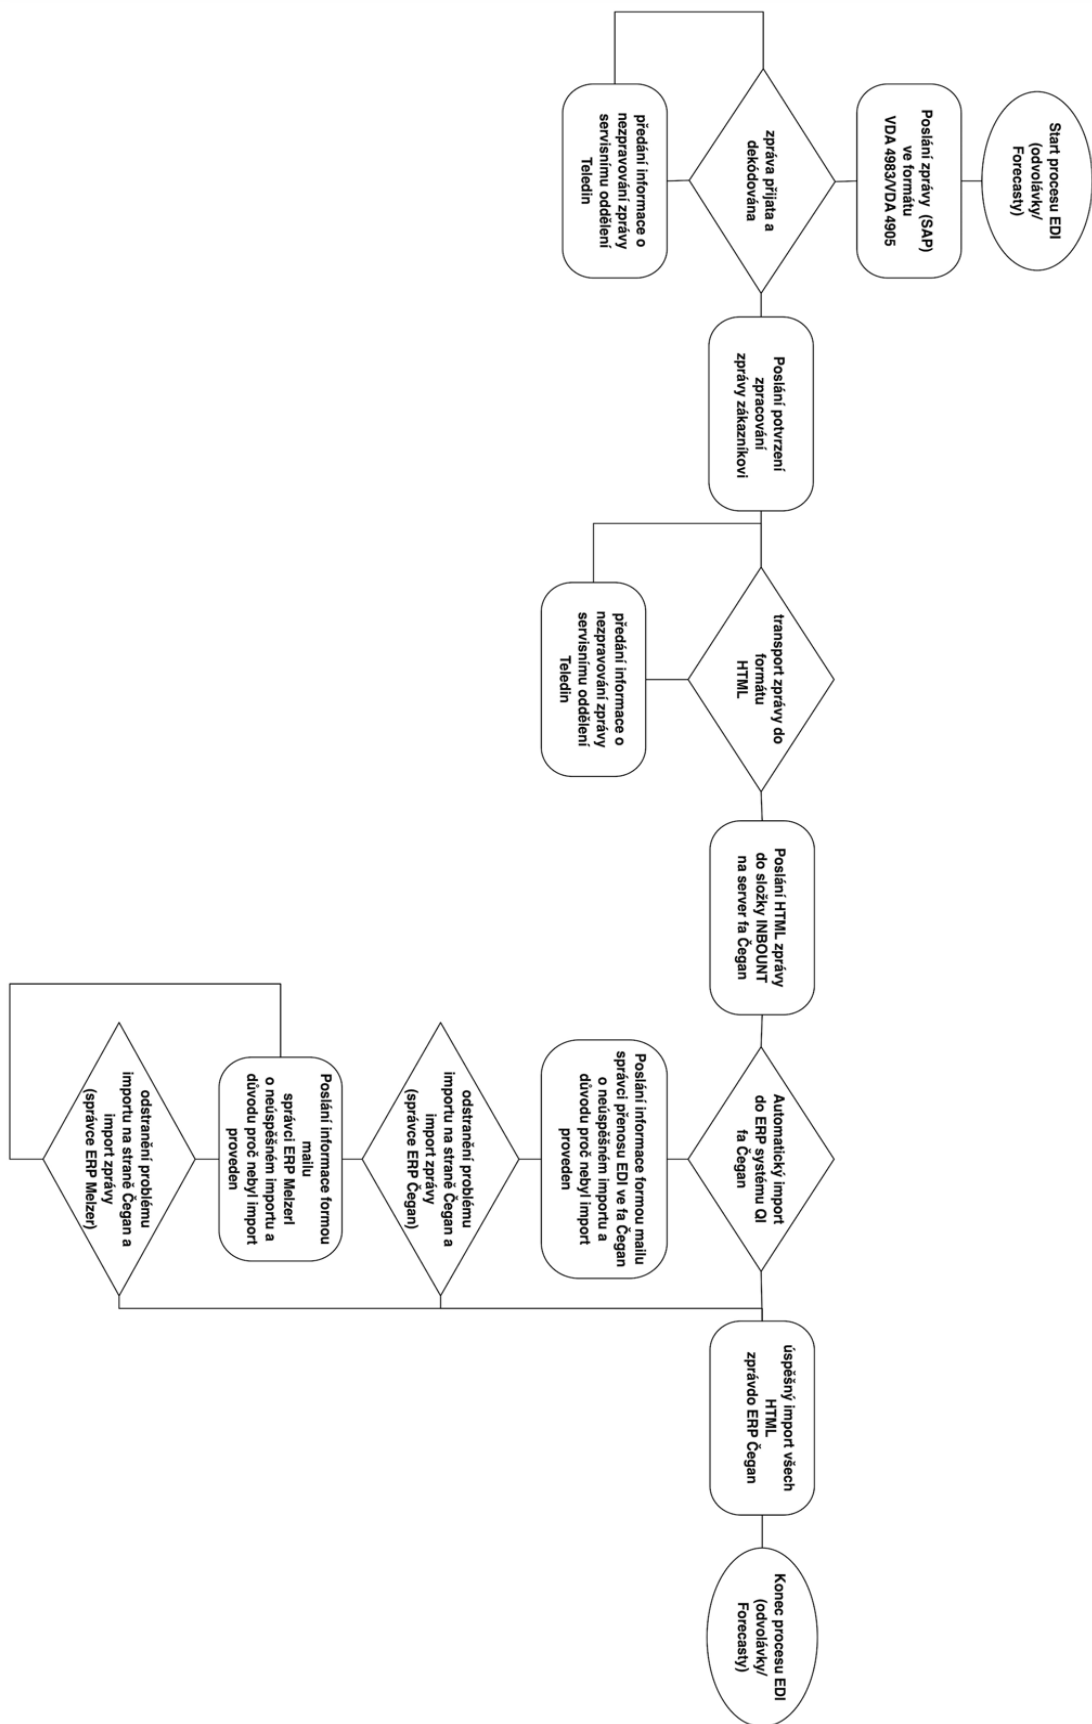 Start procesu EDI
(odvolávky/
Forecasty)
Poslání zprávy (SAP)
ve formátu
VDA 4983/VDA 4905
zpráva přijata a
dekódována
předání informace o
nezpravování zprávy
servisnímu oddělení
Teledin
Poslání potvrzení
zpracování
zprávy zákazníkovi
transport zprávy do
formátu
HTML
předání informace o
nezpravování zprávy
servisnímu oddělení
Teledin
Poslání HTML zprávy
do složky INBOUNT
na server fa Čegan
Automatický import
do ERP systému QI
fa Čegan
Poslání informace formou mailu
správci přenosu EDI ve fa Čegan
o neúspěšném importu a
důvodu proč nebyl import
proveden
odstranění problému
importu na straně Čegan a
import zprávy
(správce ERP Čegan)
Poslání informace formou
mailu
správci ERP Melzerl
o neúspěšném importu a
důvodu proč nebyl import
proveden
odstranění problému
importu na straně Čegan a
import zprávy
(správce ERP Melzer)
úspěšný import všech
HTML
zprávdo ERP Čegan
Konec procesu EDI
(odvolávky/
Forecasty)